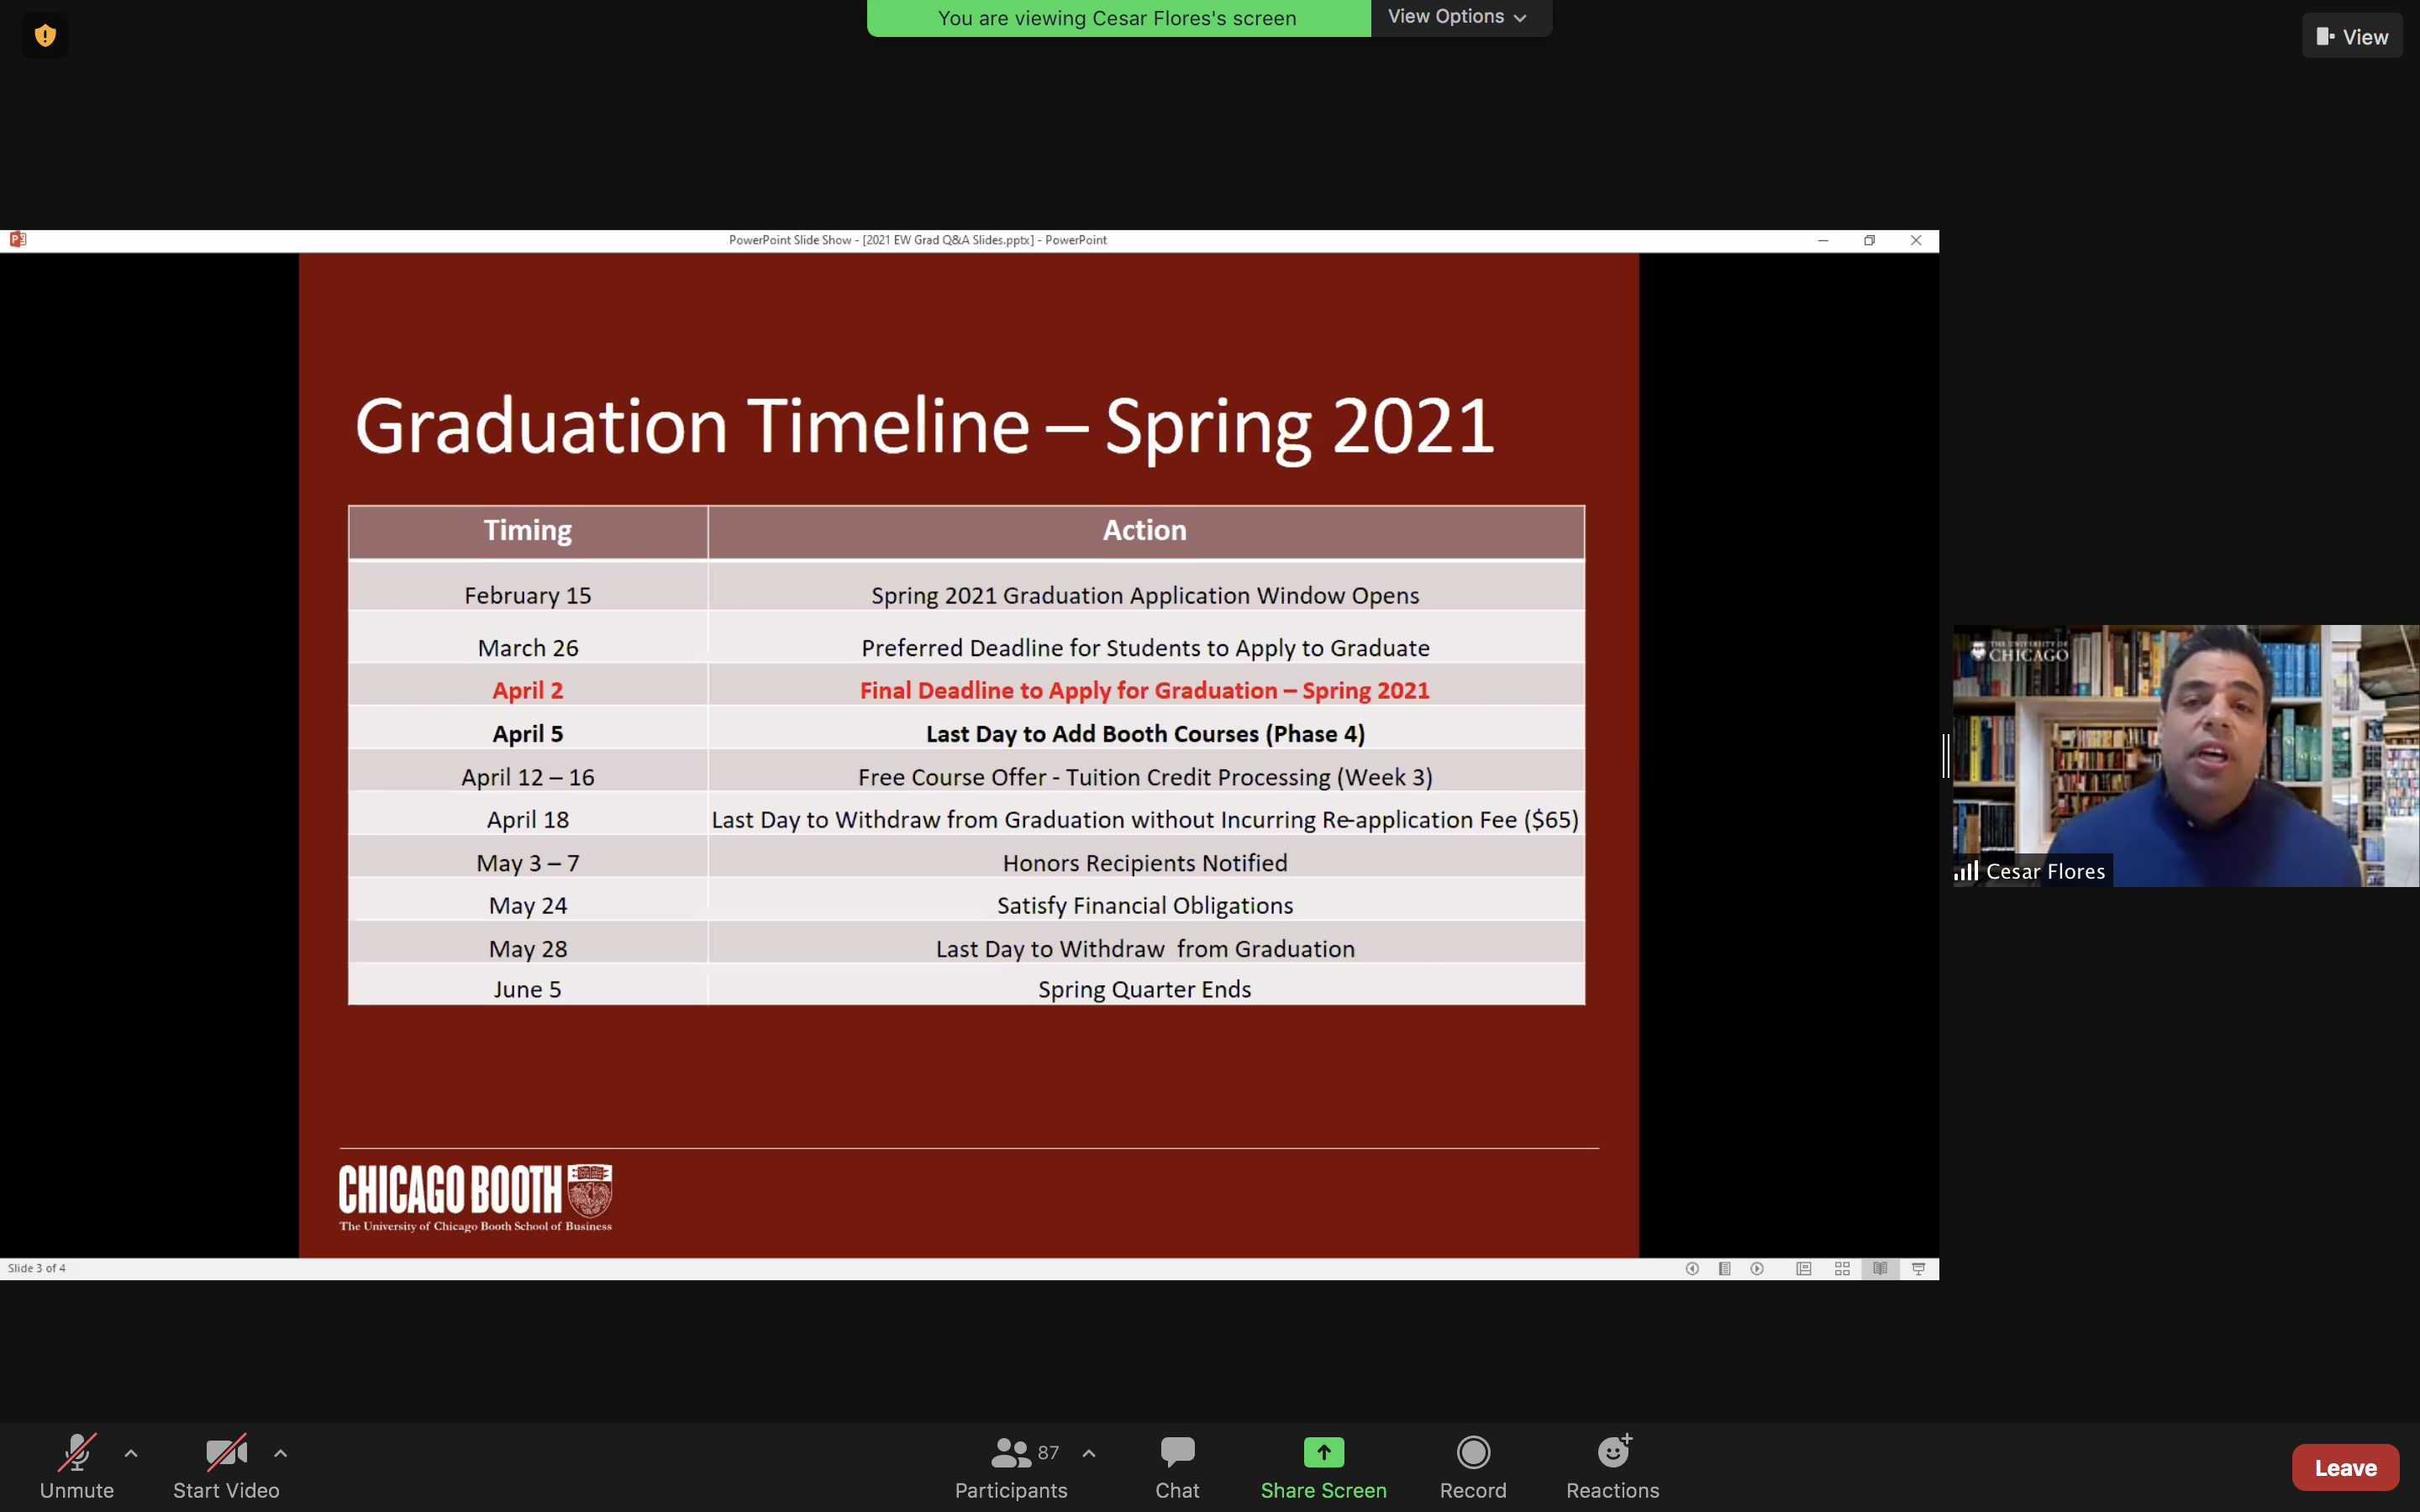 You are viewing Cesar Flores's screen
View Options
View
PowerPoint Slide Show - [2021 EW Grad Q&A Slides.pptx] - PowerPoint
Graduation Timeline – Spring 2021
Timing Action
February 15 Spring 2021 Graduation Application Window Opens
March 26 Preferred Deadline for Students to Apply to Graduate
April 2 Final Deadline to Apply for Graduation – Spring 2021
April 5 Last Day to Add Booth Courses (Phase 4)
April 12 – 16 Free Course Offer - Tuition Credit Processing (Week 3)
April 18 Last Day to Withdraw from Graduation without Incurring Re-application Fee ($65)
May 3 – 7 Honors Recipients Notified
May 24 Satisfy Financial Obligations
May 28 Last Day to Withdraw  from Graduation
June 5 Spring Quarter Ends
CHICAGO BOOTH
The University of Chicago Booth School of Business
Slide 3 of 4
THE UNIVERSITY OF
CHICAGO
Cesar Flores
Unmute
Start Video
87
Participants
Chat
Share Screen
Record
Reactions
Leave